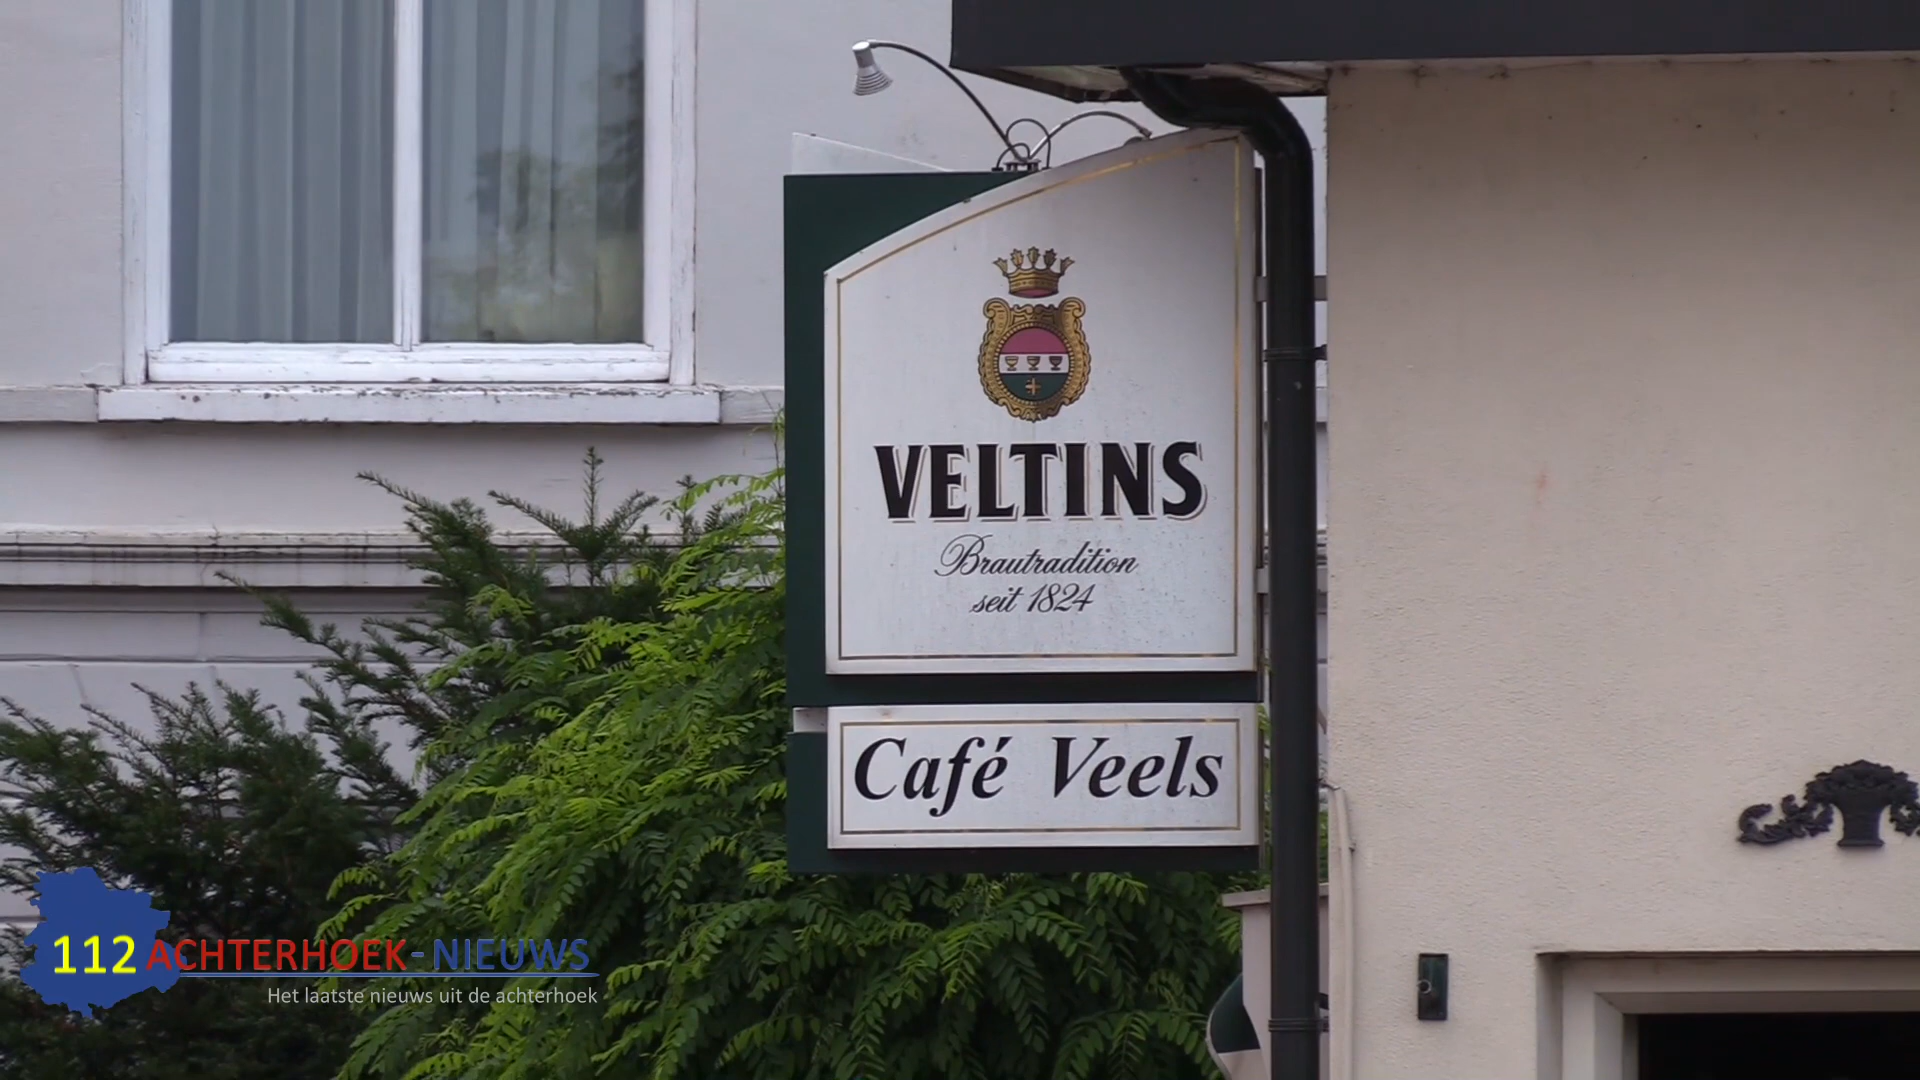 VELTINS
Brautradition
seit 1824
Café Veels
112 ACHTERHOEK-NIEUWS
Het laatste nieuws uit de achterhoek